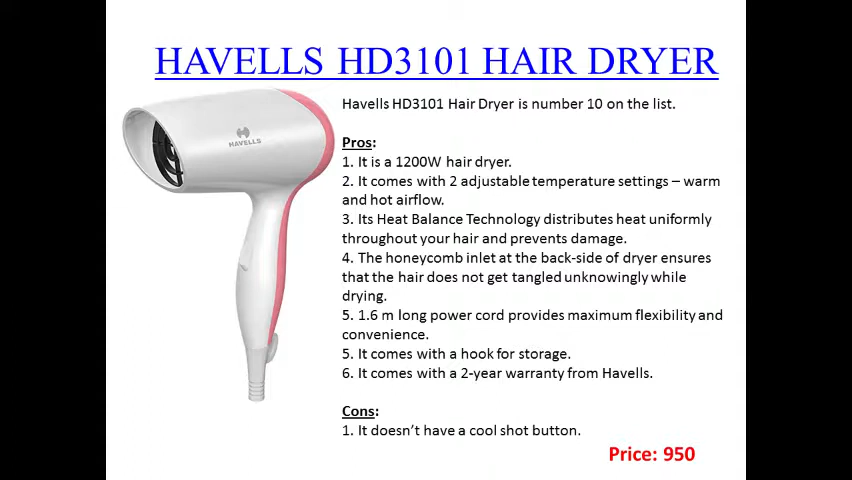 HAVELLS HD3101 HAIR DRYER
Havells HD3101 Hair Dryer is number 10 on the list.
HAVELLS
Pros:
1. It is a 1200W hair dryer.
2. It comes with 2 adjustable temperature settings – warm
and hot airflow.
3. Its Heat Balance Technology distributes heat uniformly
throughout your hair and prevents damage.
4. The honeycomb inlet at the back-side of dryer ensures
that the hair does not get tangled unknowingly while
drying.
5. 1.6 m long power cord provides maximum flexibility and
convenience.
5. It comes with a hook for storage.
6. It comes with a 2-year warranty from Havells.
Cons:
1. It doesn’t have a cool shot button.
Price: 950